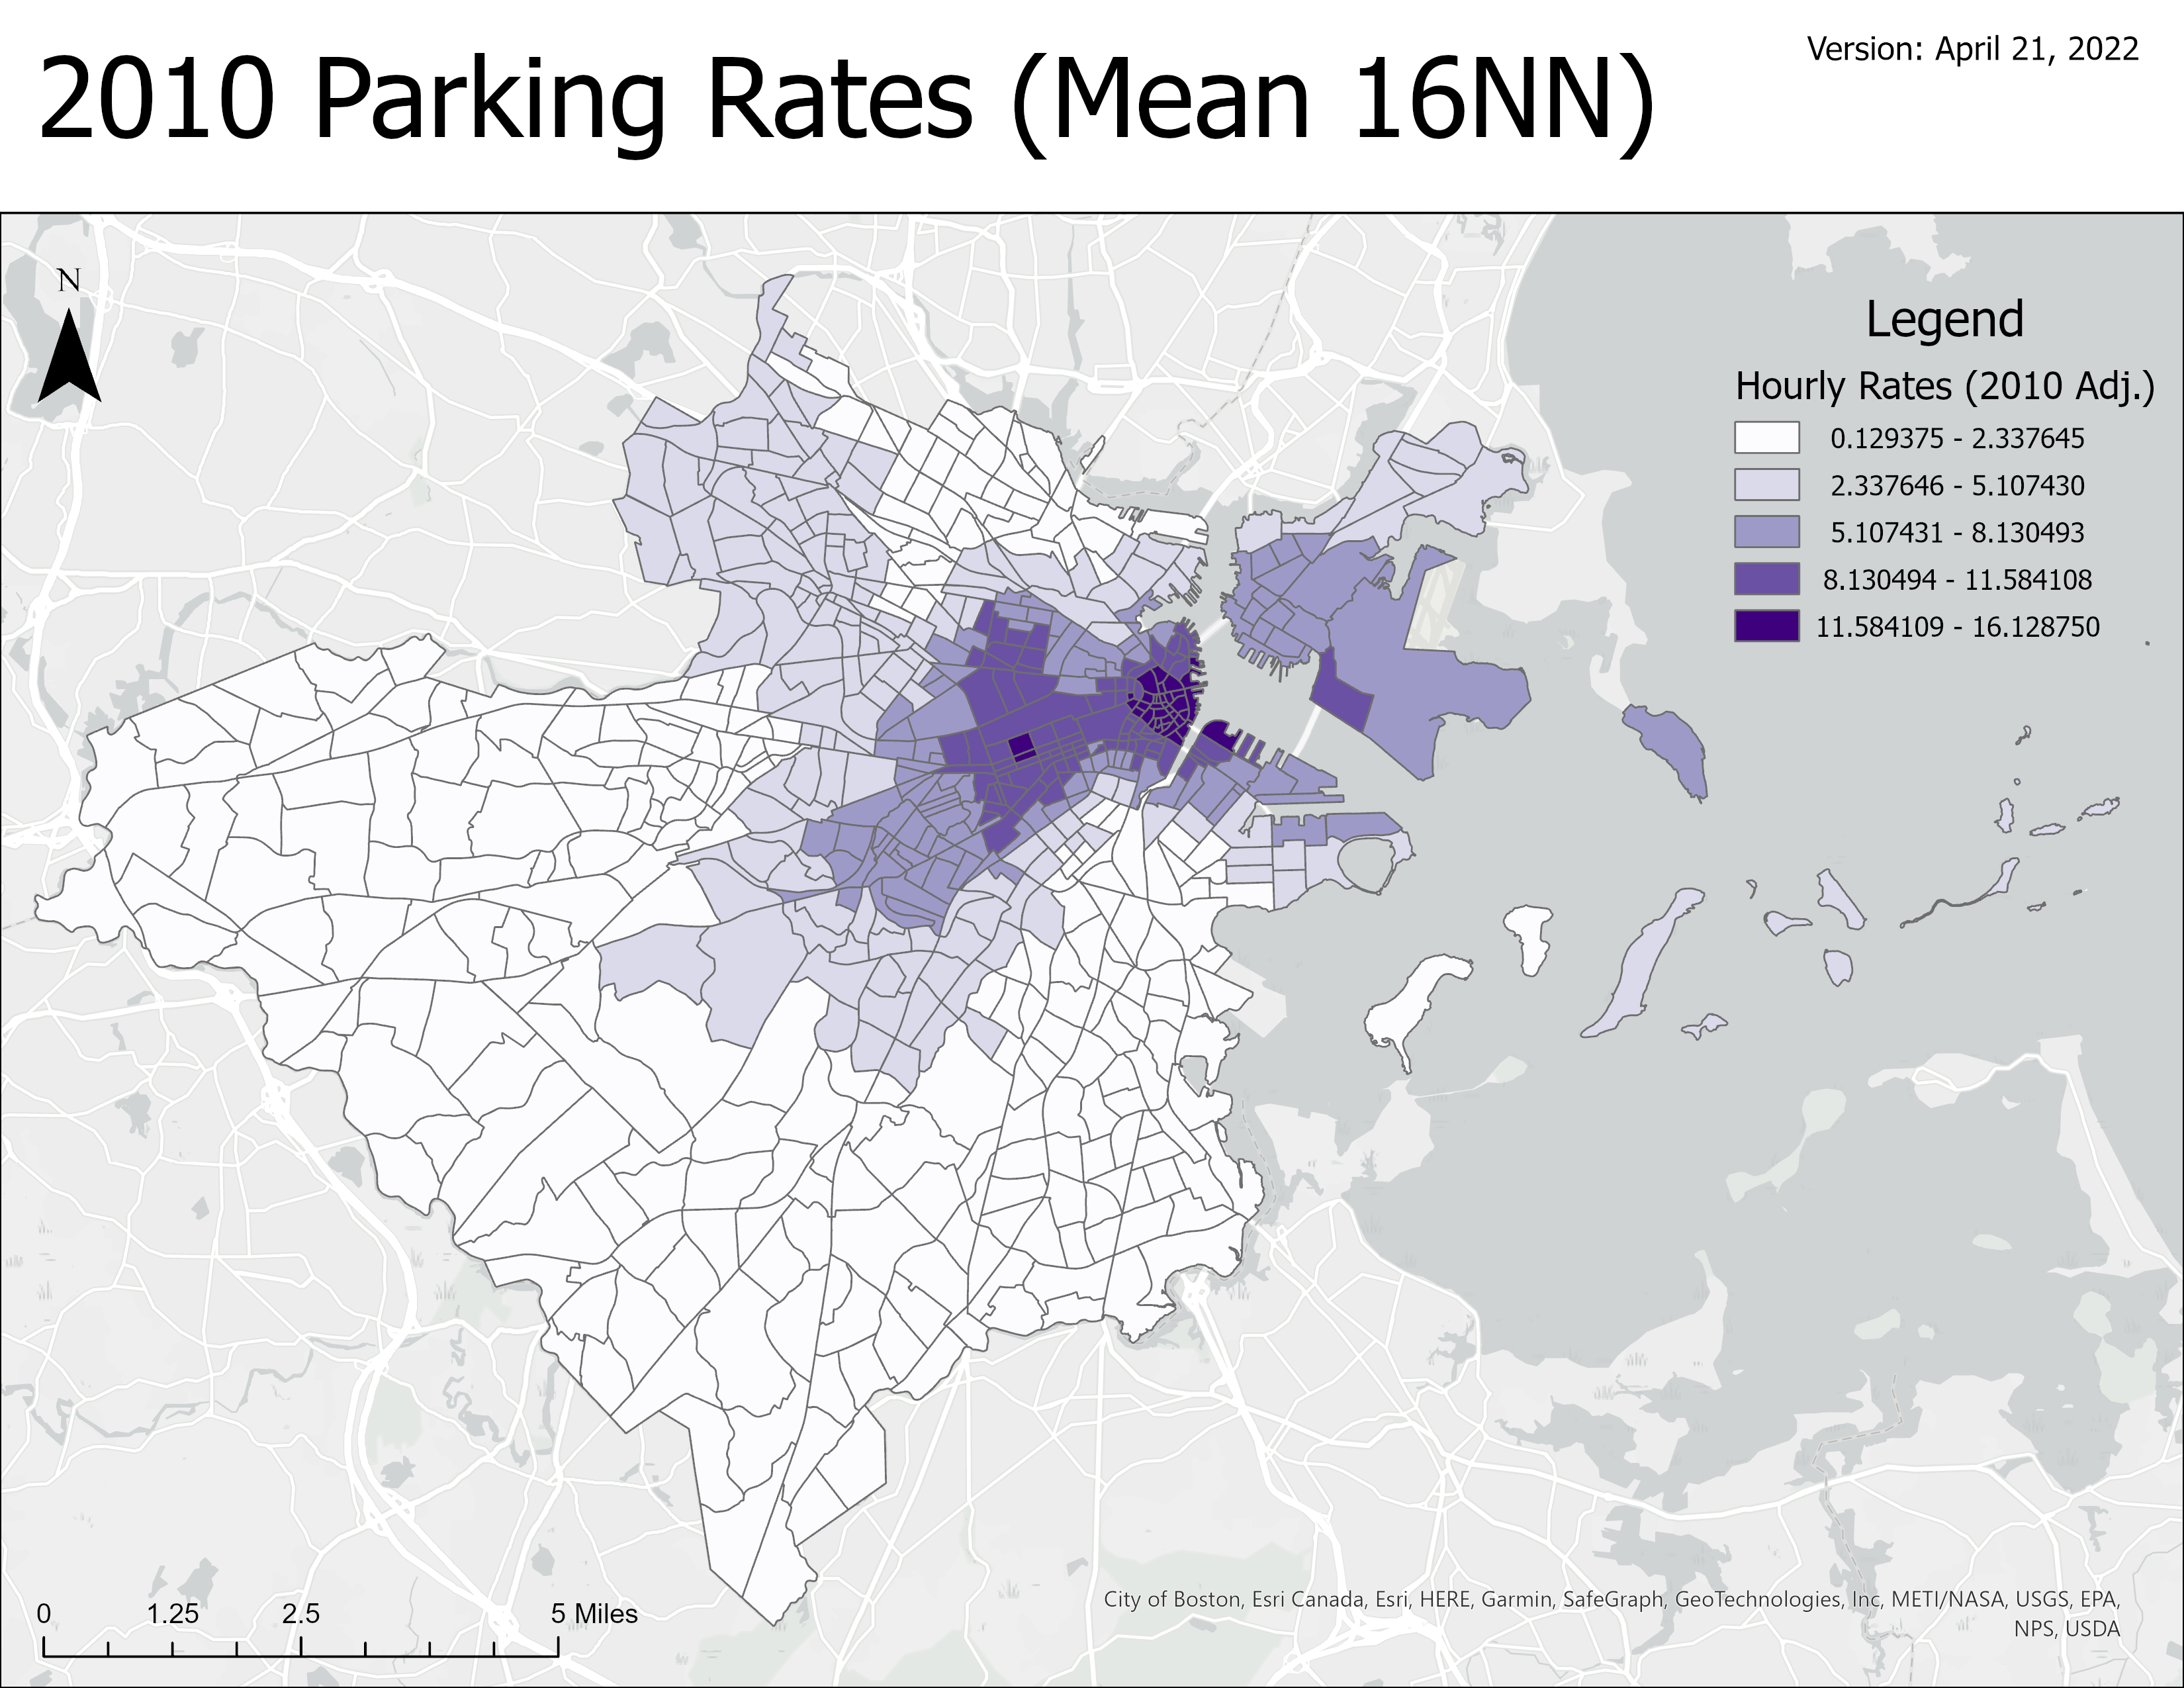 2010 Parking Rates (Mean 16NN)
Version: April 21, 2022
N
Legend
Hourly Rates (2010 Adj.)
0.129375 - 2.337645
2.337646 - 5.107430
5.107431 - 8.130493
8.130494 - 11.584108
11.584109 - 16.128750
0 1.25 2.5 5 Miles
City of Boston, Esri Canada, Esri, HERE, Garmin, SafeGraph, GeoTechnologies, Inc, METI/NASA, USGS, EPA,
NPS, USDA